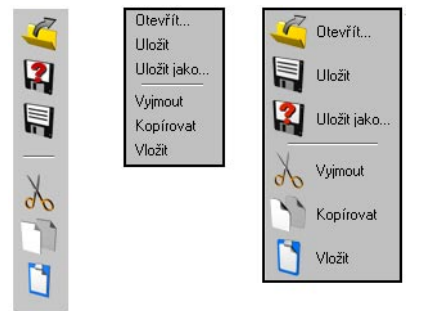 Otevřít...
Uložit
Uložit jako...
Vyjmout
Kopírovat
Vložit
Otevřít...
Uložit
Uložit jako...
Vyjmout
Kopírovat
Vložit